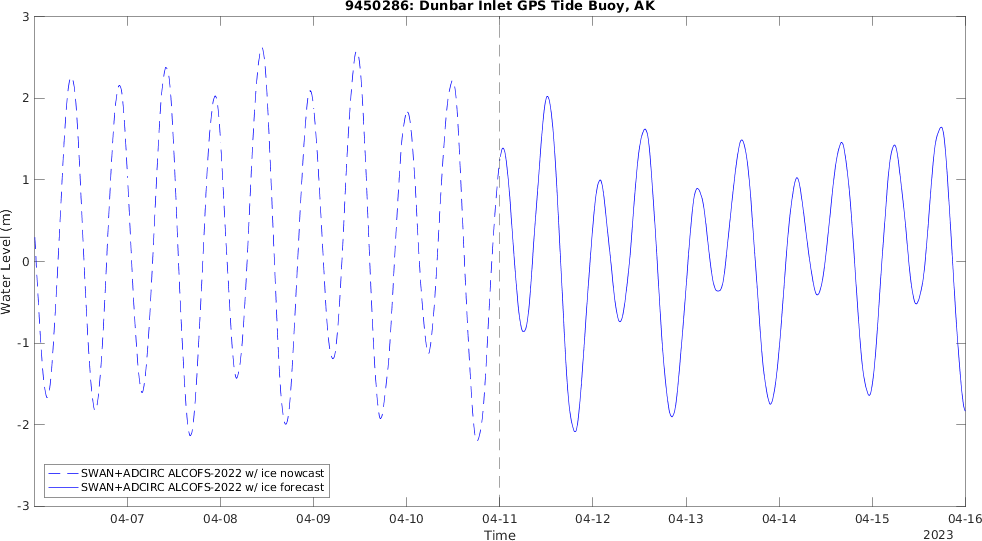 9450286: Dunbar Inlet GPS Tide Buoy, AK
3
2
1
0
-1
-2
-3
Water Level (m)
SWAN+ADCIRC ALCOFS-2022 w/ ice nowcast
SWAN+ADCIRC ALCOFS-2022 w/ ice forecast
04-07 04-08 04-09 04-10 04-11 04-12 04-13 04-14 04-15 04-16
Time
2023